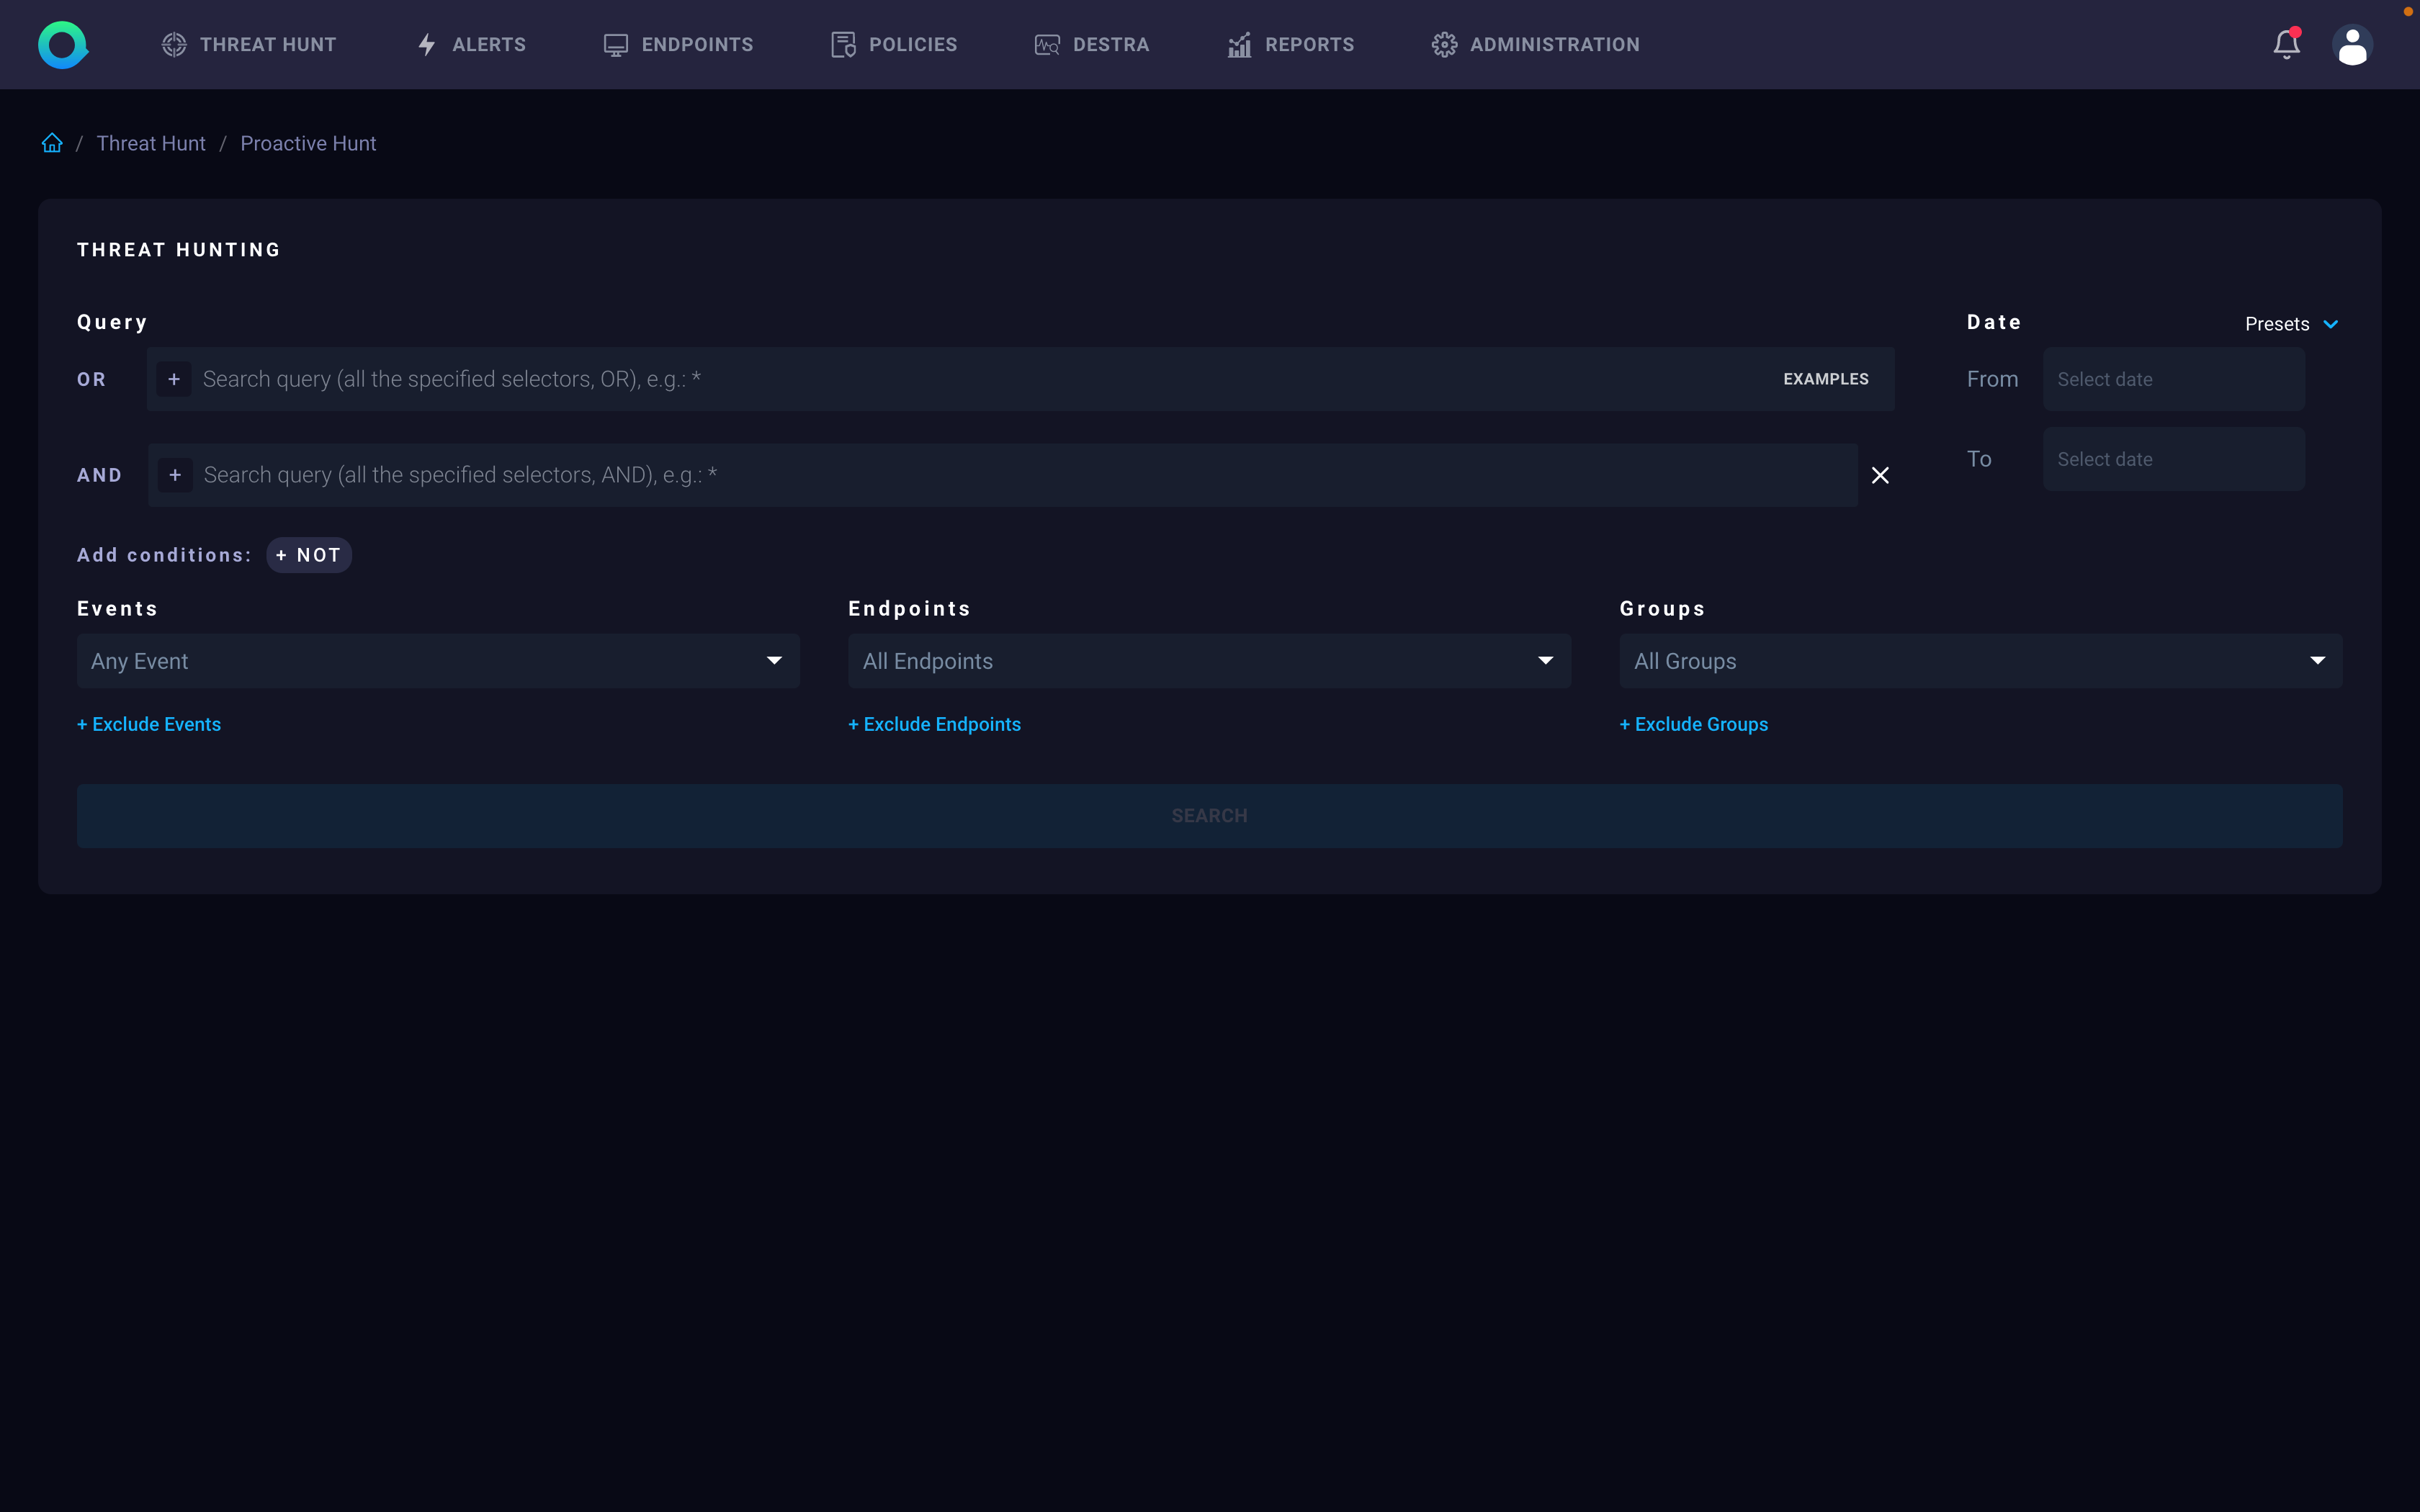 THREAT HUNT ALERTS ENDPOINTS POLICIES DESTRA REPORTS ADMINISTRATION
/ Threat Hunt / Proactive Hunt
THREAT HUNTING
Query
Date
Presets
OR + Search query (all the specified selectors, OR), e.g.: * EXAMPLES
From Select date
AND + Search query (all the specified selectors, AND), e.g.: *
To Select date
Add conditions: + NOT
Events Endpoints Groups
Any Event All Endpoints All Groups
+ Exclude Events + Exclude Endpoints + Exclude Groups
SEARCH